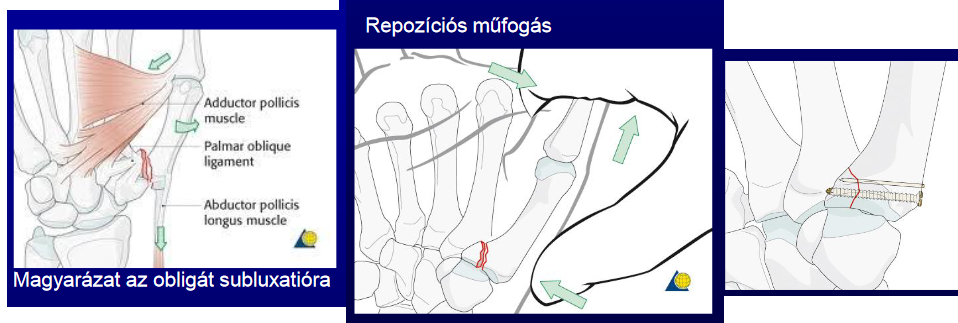 Repozíciós műfogás
Adductor pollicis
muscle
Palmar oblique
ligament
Abductor pollicis
longus muscle
Magyarázat az obligát subluxatióra